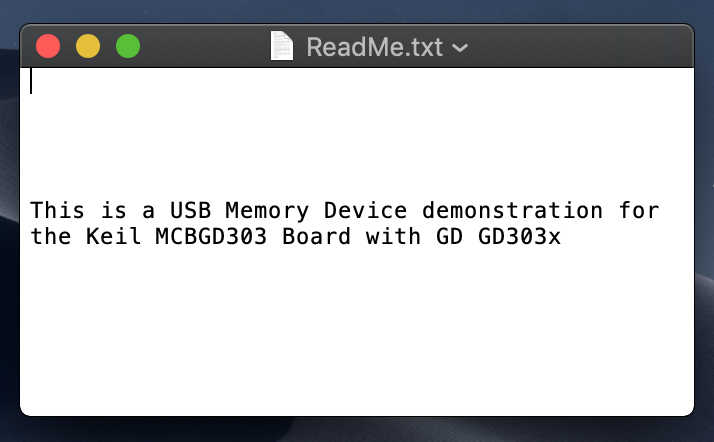 ReadMe.txt
This is a USB Memory Device demonstration for
the Keil MCBGD303 Board with GD GD303x